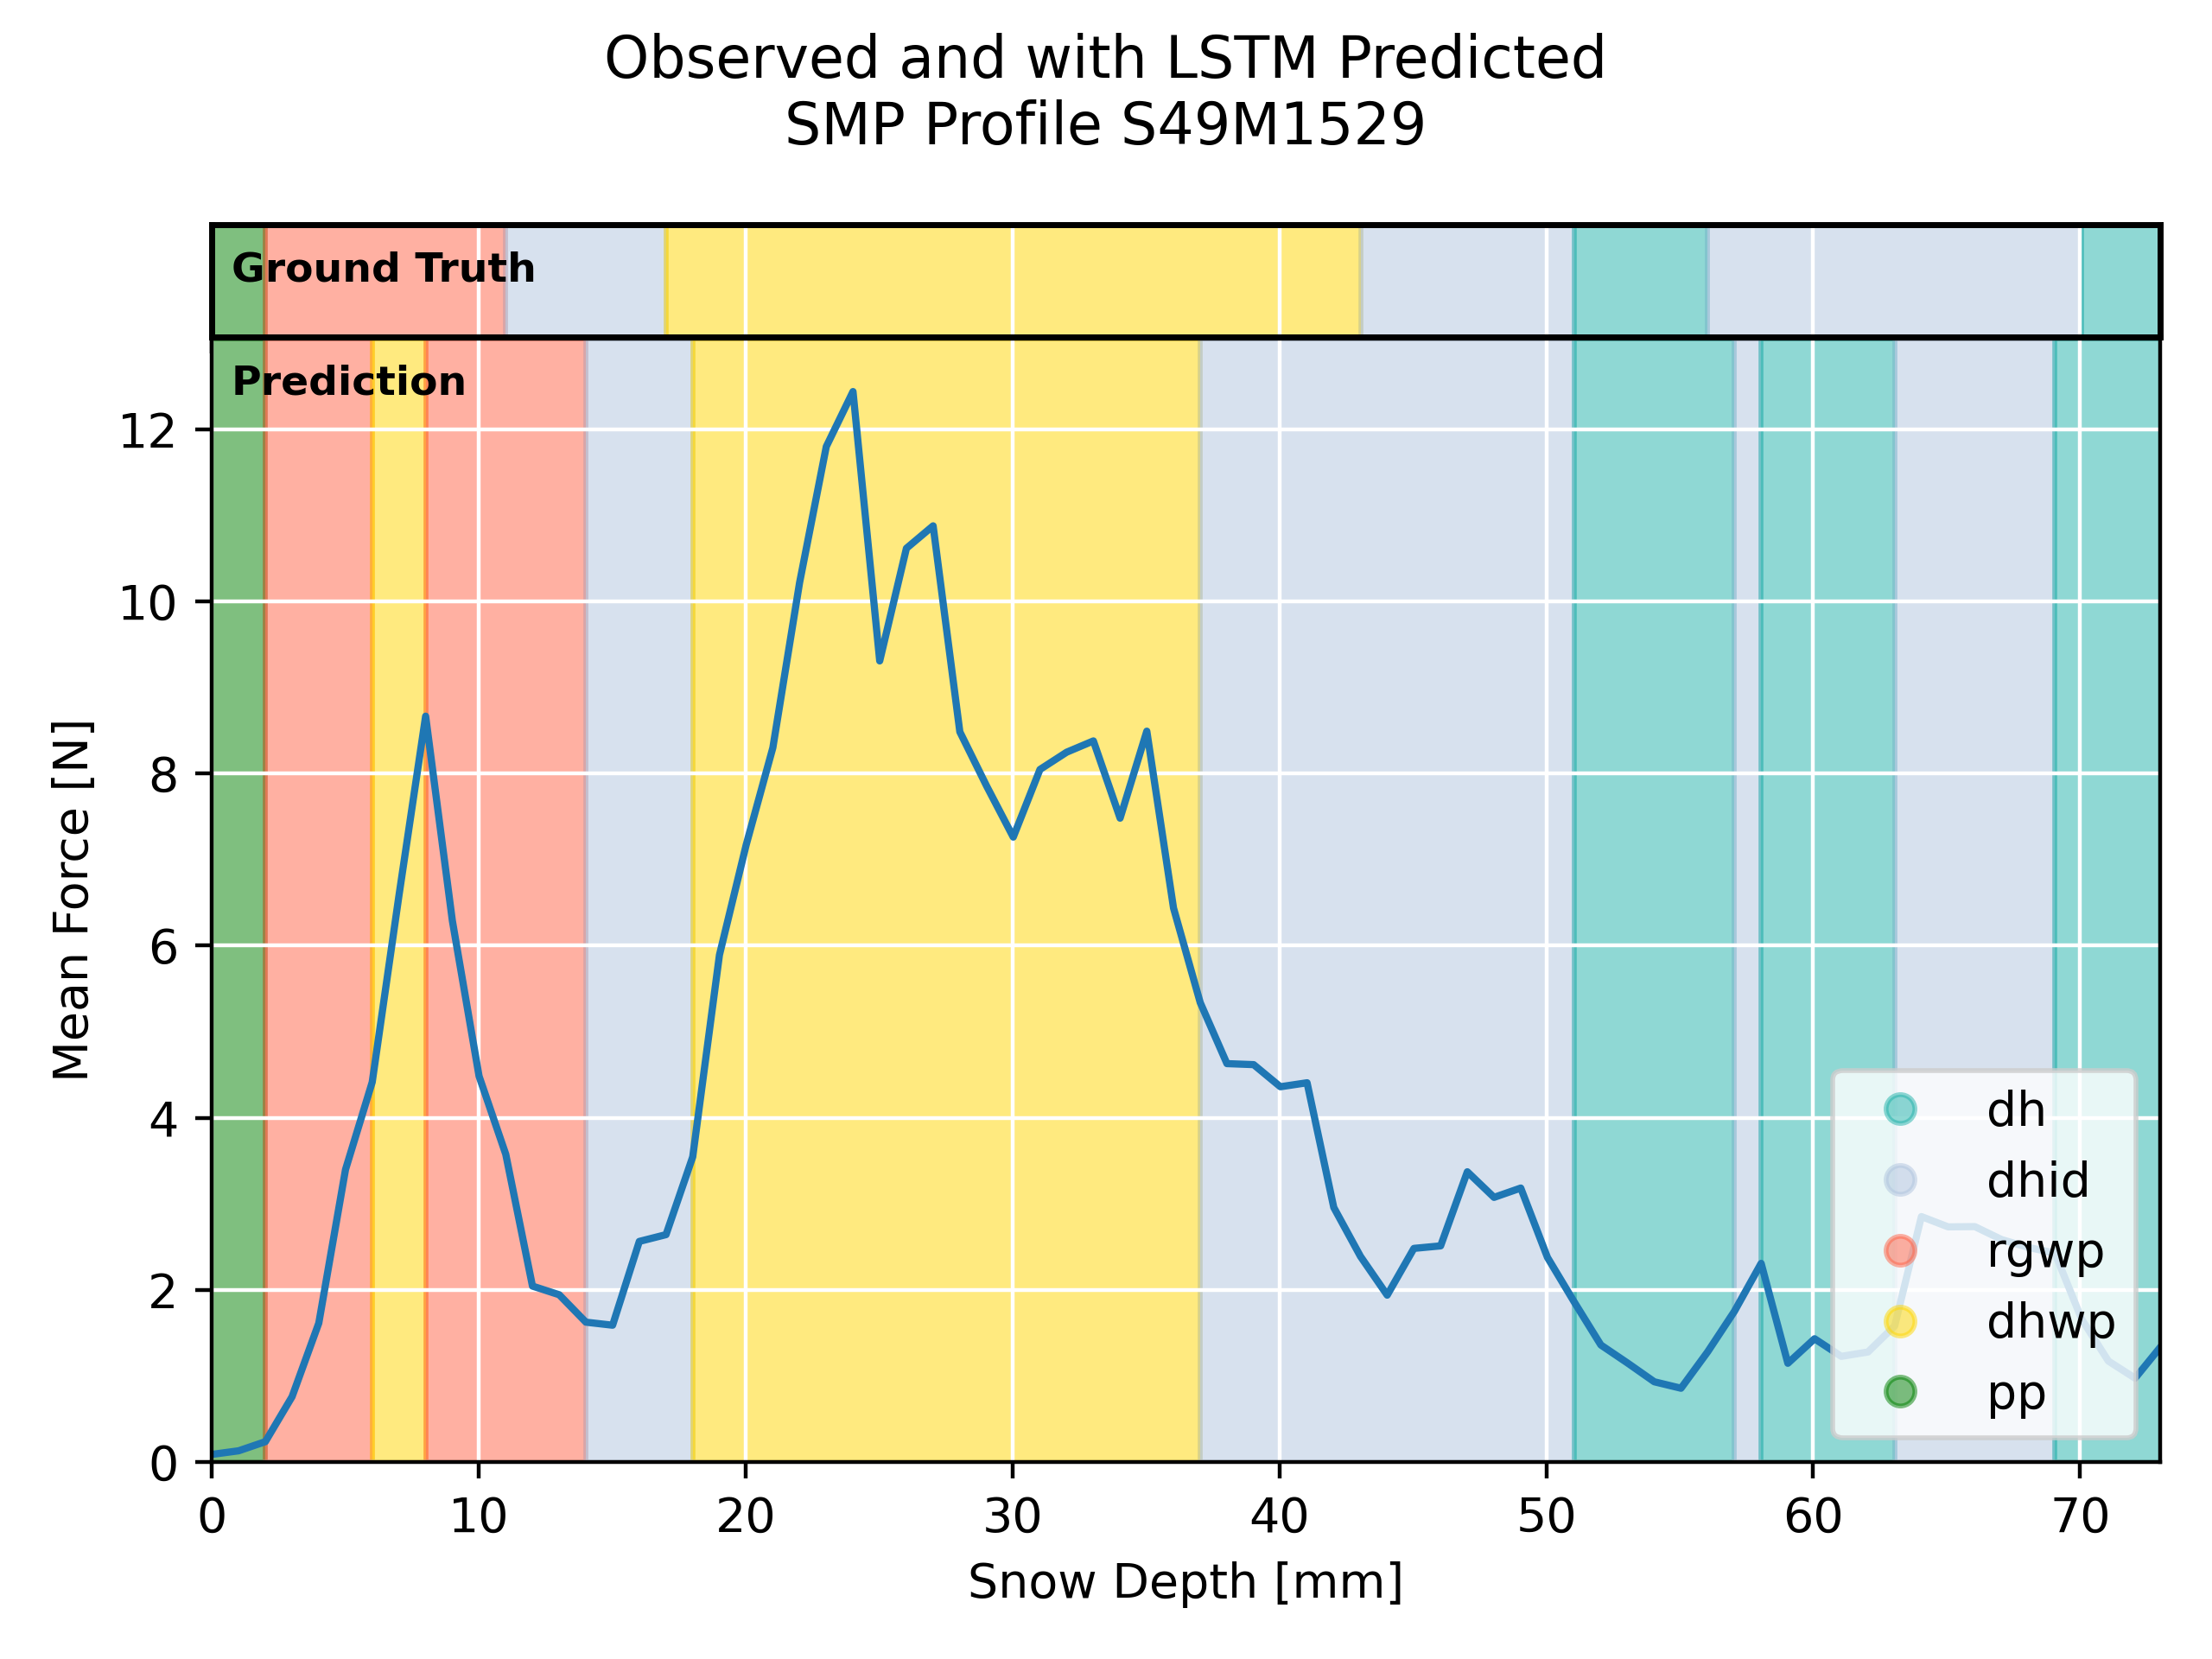 Observed and with LSTM Predicted
SMP Profile S49M1529
Ground Truth
Prediction
12
10
8
6
4
2
0
Mean Force [N]
dh
dhid
rgwp
dhwp
pp
0 10 20 30 40 50 60 70
Snow Depth [mm]